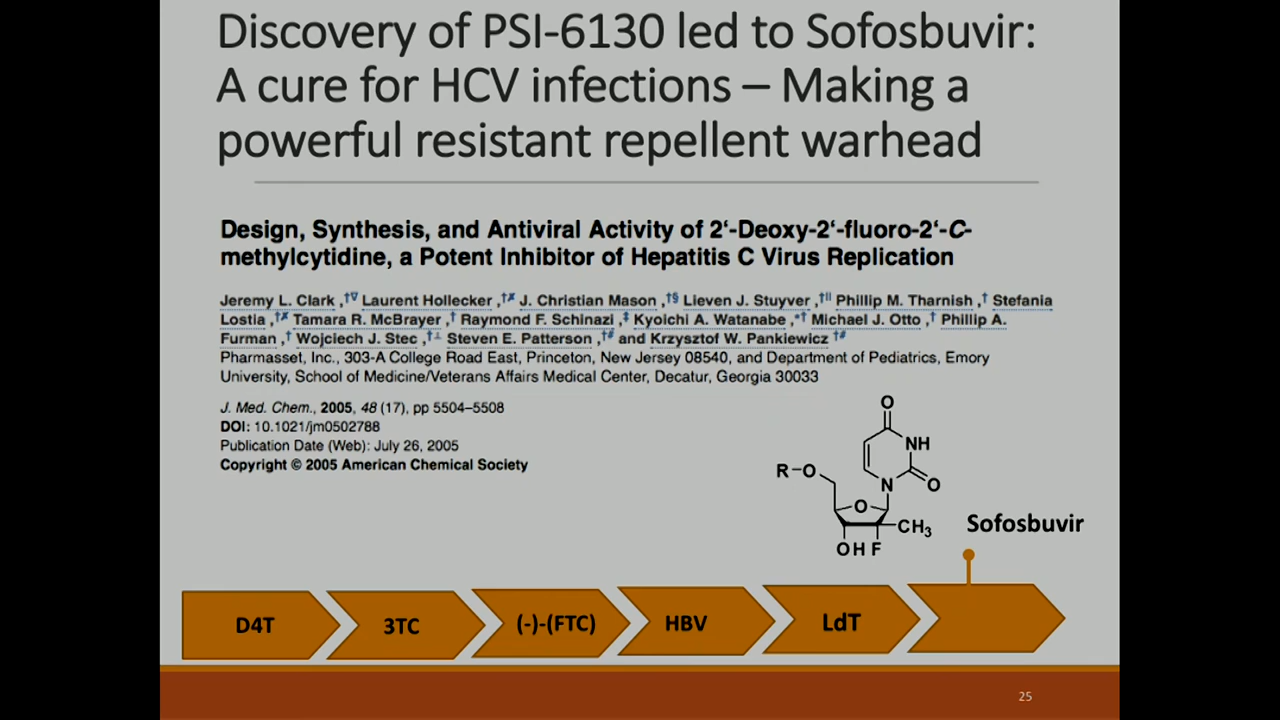 Discovery of PSI-6130 led to Sofosbuvir:
A cure for HCV infections – Making a
powerful resistant repellent warhead
Design, Synthesis, and Antiviral Activity of 2‘-Deoxy-2‘-fluoro-2‘-C-
methylcytidine, a Potent Inhibitor of Hepatitis C Virus Replication
Jeremy L. Clark ,†∇ Laurent Hollecker ,†✗ J. Christian Mason ,†§ Lieven J. Stuyver ,†|| Phillip M. Tharnish ,† Stefania
Lostia ,†✗ Tamara R. McBrayer ,† Raymond F. Schinazi ,‡ Kyoichi A. Watanabe ,*† Michael J. Otto ,† Phillip A.
Furman ,† Wojciech J. Stec ,†⊥ Steven E. Patterson ,†# and Krzysztof W. Pankiewicz †#
Pharmasset, Inc., 303-A College Road East, Princeton, New Jersey 08540, and Department of Pediatrics, Emory
University, School of Medicine/Veterans Affairs Medical Center, Decatur, Georgia 30033
J. Med. Chem., 2005, 48 (17), pp 5504–5508
DOI: 10.1021/jm0502788
Publication Date (Web): July 26, 2005
Copyright © 2005 American Chemical Society
O
NH
R-O
N
O
O
CH3
OH F
Sofosbuvir
D4T
3TC
(-)-(FTC)
HBV
LdT
25